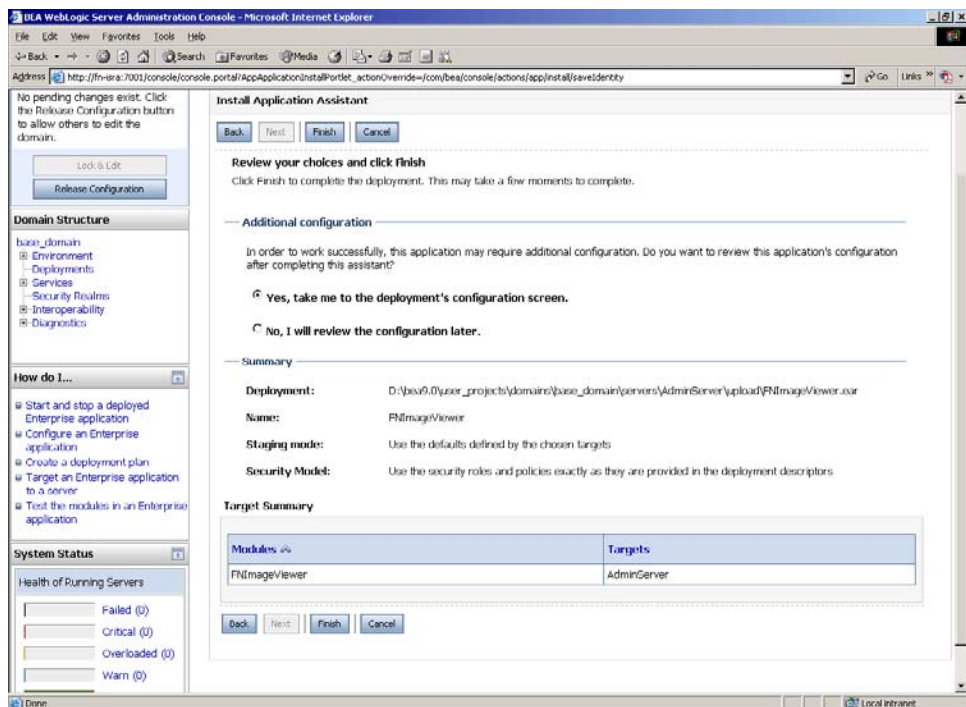 BEA WebLogic Server Administration Console - Microsoft Internet Explorer
File Edit View Favorites Tools Help
Back Search Favorites Media
Address http://fn-isra:7001/console/console.portal?AppApplicationInstallPortlet_actionOverride=/com/bea/console/actions/app/install/saveIdentity Go Links »
No pending changes exist. Click
the Release Configuration button
to allow others to edit the
domain.
Lock & Edit
Release Configuration
Domain Structure
base_domain
Environment
Deployments
Services
Security Realms
Interoperability
Diagnostics
How do I...
Start and stop a deployed
Enterprise application
Configure an Enterprise
application
Create a deployment plan
Target an Enterprise application
to a server
Test the modules in an Enterprise
application
System Status
Health of Running Servers
Failed (0)
Critical (0)
Overloaded (0)
Warn (0)
Install Application Assistant
Back Next Finish Cancel
Review your choices and click Finish
Click Finish to complete the deployment. This may take a few moments to complete.
Additional configuration
In order to work successfully, this application may require additional configuration. Do you want to review this application's configuration
after completing this assistant?
Yes, take me to the deployment's configuration screen.
No, I will review the configuration later.
Summary
Deployment: D:\bea9.0\user_projects\domains\base_domain\servers\AdminServer\upload\FNImageViewer.ear
Name: FNImageViewer
Staging mode: Use the defaults defined by the chosen targets
Security Model: Use the security roles and policies exactly as they are provided in the deployment descriptors
Target Summary
Modules Targets
FNImageViewer AdminServer
Back Next Finish Cancel
Done Local intranet